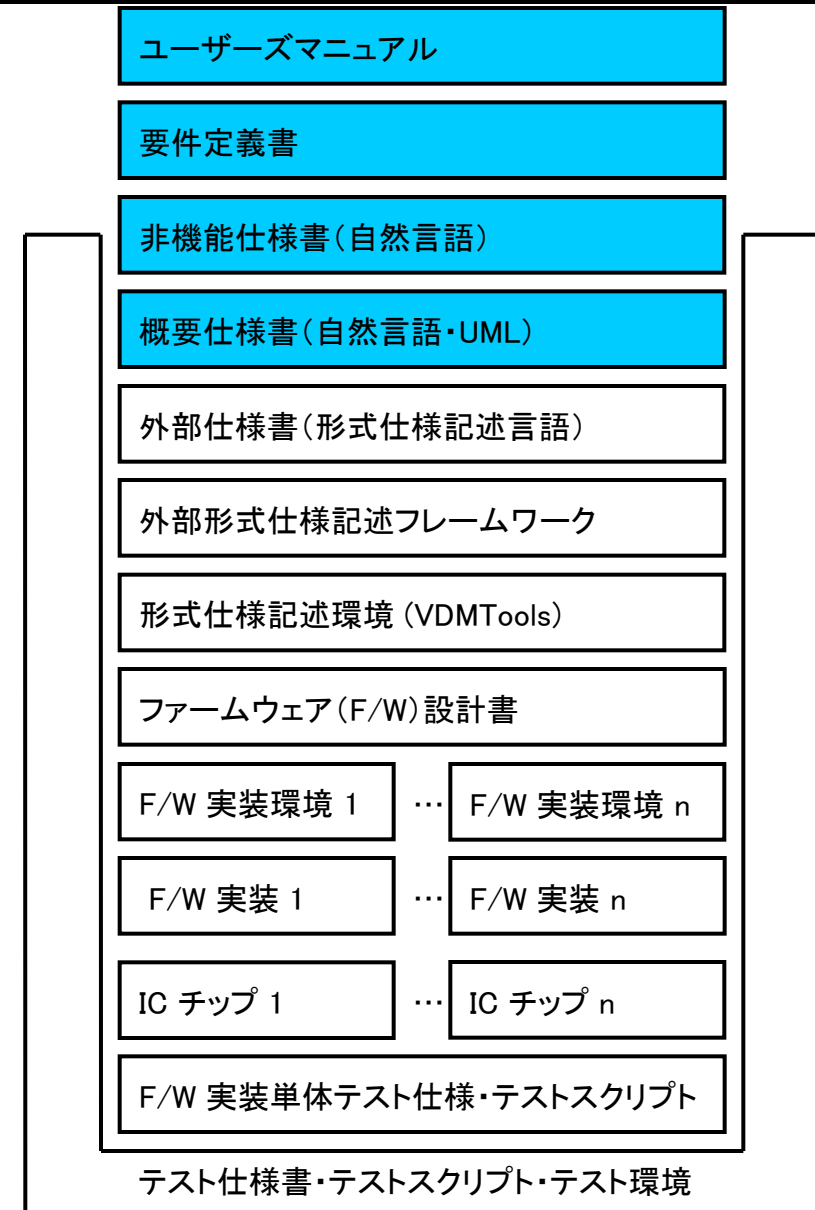 ユーザーズマニュアル
要件定義書
非機能仕様書（自然言語）
概要仕様書（自然言語・UML）
外部仕様書（形式仕様記述言語）
外部形式仕様記述フレームワーク
形式仕様記述環境 (VDMTools)
ファームウェア（F/W）設計書
F/W 実装環境 1 … F/W 実装環境 n
F/W 実装 1 … F/W 実装 n
IC チップ 1 … IC チップ n
F/W 実装単体テスト仕様・テストスクリプト
テスト仕様書・テストスクリプト・テスト環境